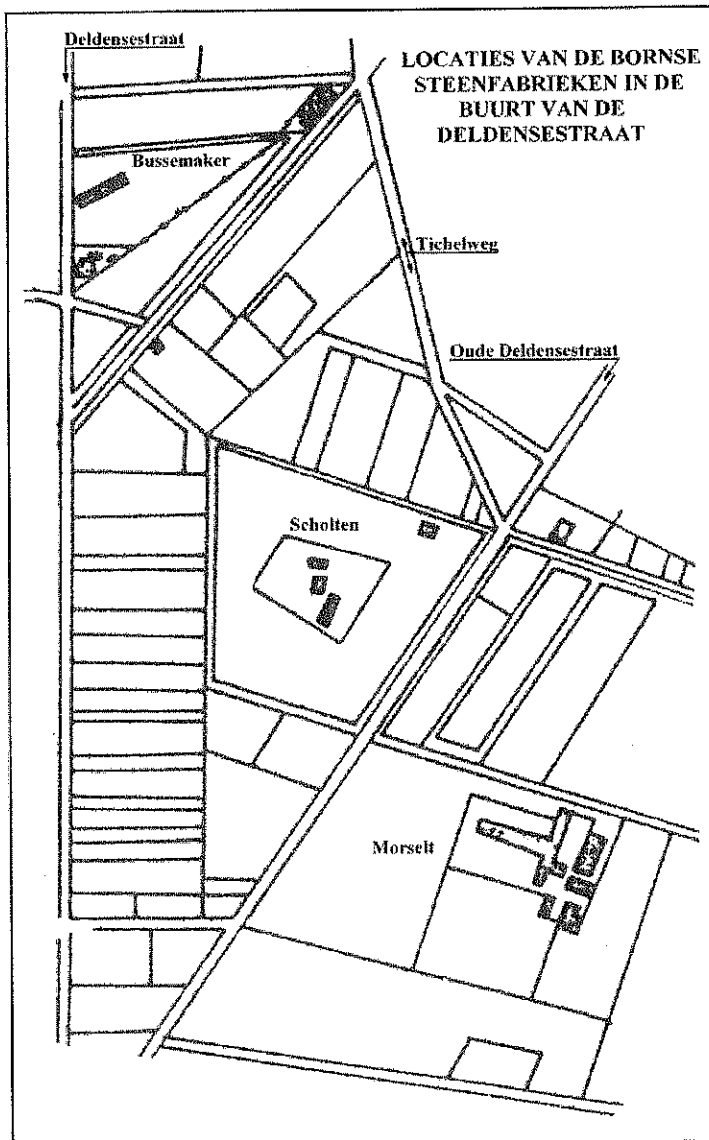 Deldensestraat
LOCATIES VAN DE BORNSE
STEENFABRIEKEN IN DE
BUURT VAN DE
DELDENSESTRAAT
Bussemaker
Tichelweg
Oude Deldensestraat
Scholten
Morselt